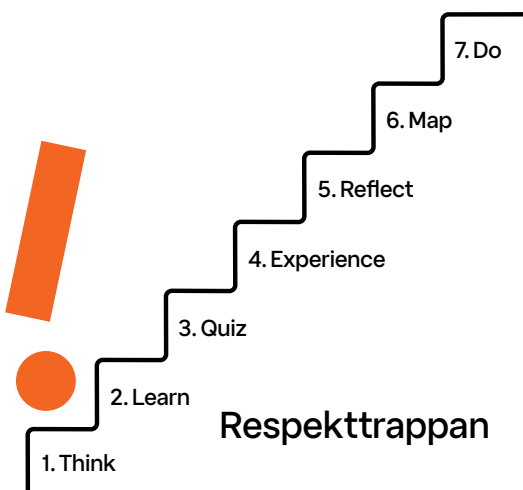 7. Do
6. Map
5. Reflect
4. Experience
3. Quiz
2. Learn
Respekttrappan
1. Think